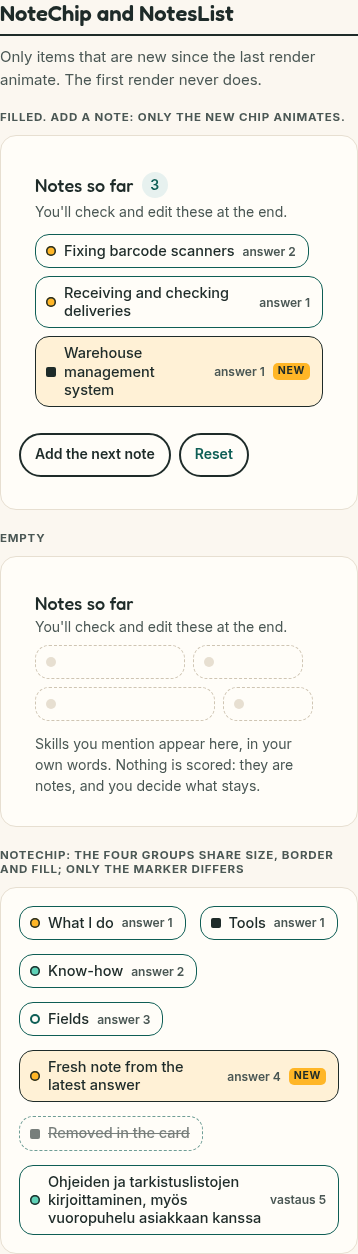 NoteChip and NotesList
Only items that are new since the last render
animate. The first render never does.
FILLED. ADD A NOTE: ONLY THE NEW CHIP ANIMATES.
Notes so far 3
You'll check and edit these at the end.
Fixing barcode scanners answer 2
Receiving and checking
deliveries answer 1
Warehouse
management
system answer 1 NEW
Add the next note Reset
EMPTY
Notes so far
You'll check and edit these at the end.
Skills you mention appear here, in your
own words. Nothing is scored: they are
notes, and you decide what stays.
NOTECHIP: THE FOUR GROUPS SHARE SIZE, BORDER
AND FILL; ONLY THE MARKER DIFFERS
What I do answer 1 Tools answer 1
Know-how answer 2
Fields answer 3
Fresh note from the
latest answer answer 4 NEW
Removed in the card
Ohjeiden ja tarkistuslistojen
kirjoittaminen, myös
vuoropuhelu asiakkaan kanssa vastaus 5